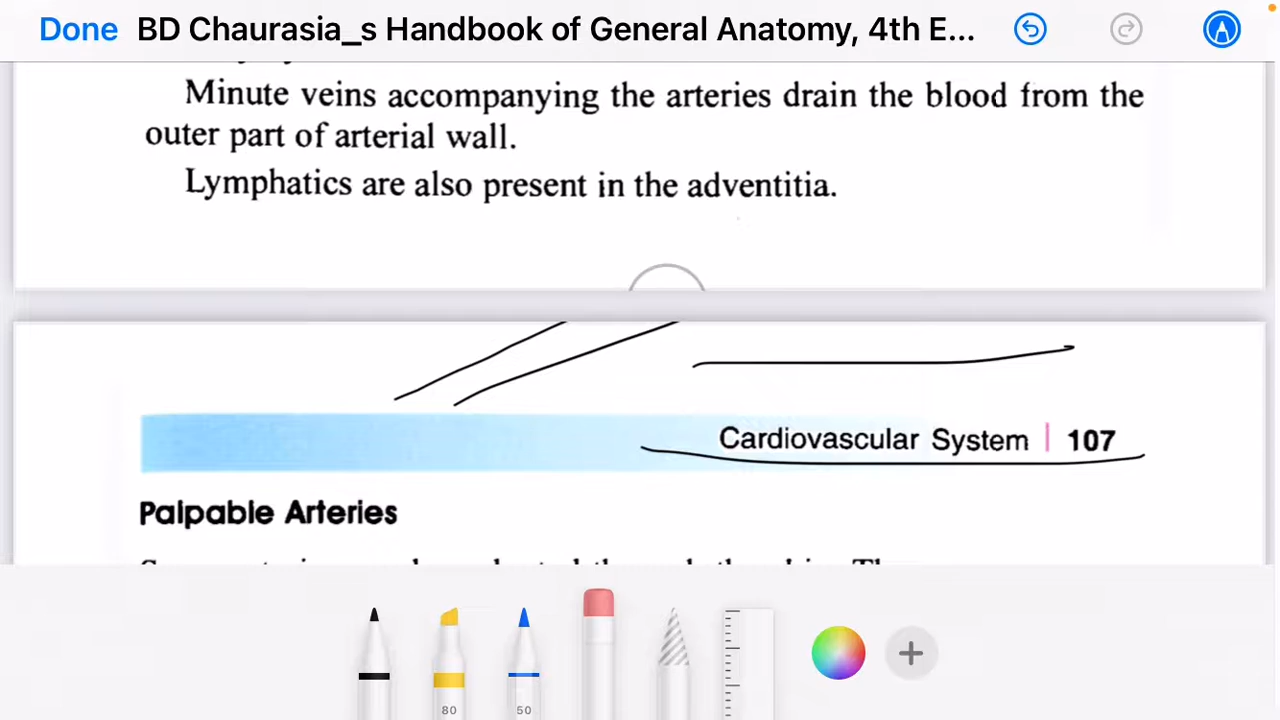 Done BD Chaurasia_s Handbook of General Anatomy, 4th E...
Minute veins accompanying the arteries drain the blood from the
outer part of arterial wall.
Lymphatics are also present in the adventitia.
Cardiovascular System | 107
Palpable Arteries
80 50